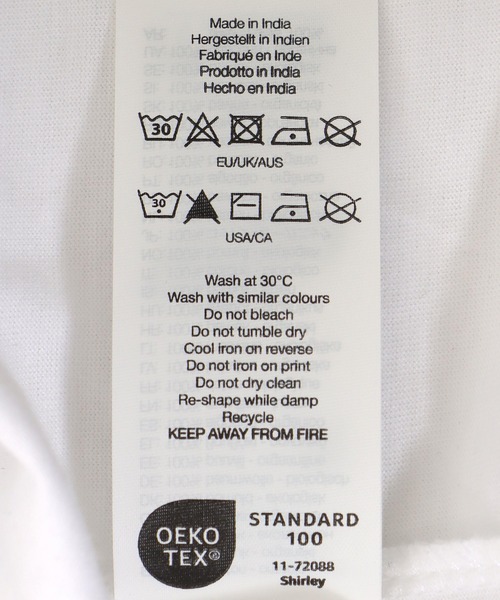 Made in India
Hergestellt in Indien
Fabriqué en Inde
Prodotto in India
Hecho en India
30
EU/UK/AUS
30
USA/CA
Wash at 30°C
Wash with similar colours
Do not bleach
Do not tumble dry
Cool iron on reverse
Do not iron on print
Do not dry clean
Re-shape while damp
Recycle
KEEP AWAY FROM FIRE
OEKO
TEX®
STANDARD
100
11-72088
Shirley